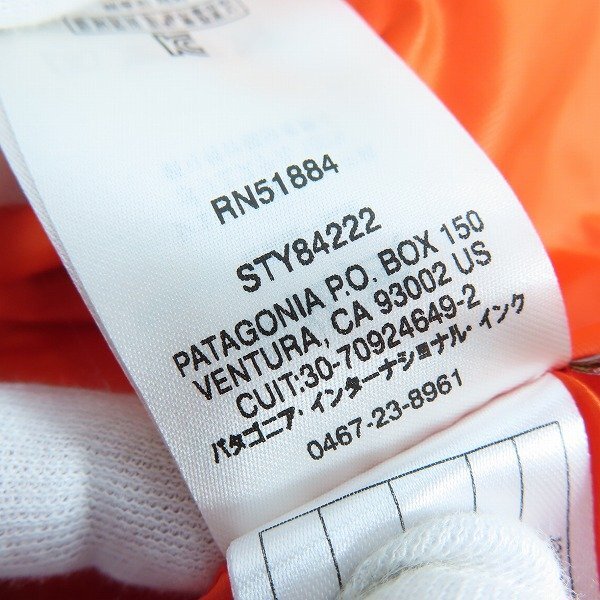 RN51884
STY84222
PATAGONIA P.O. BOX 150
VENTURA, CA 93002 US
CUIT:30-70924649-2
パタゴニア・インターナショナル・インク
0467-23-8961